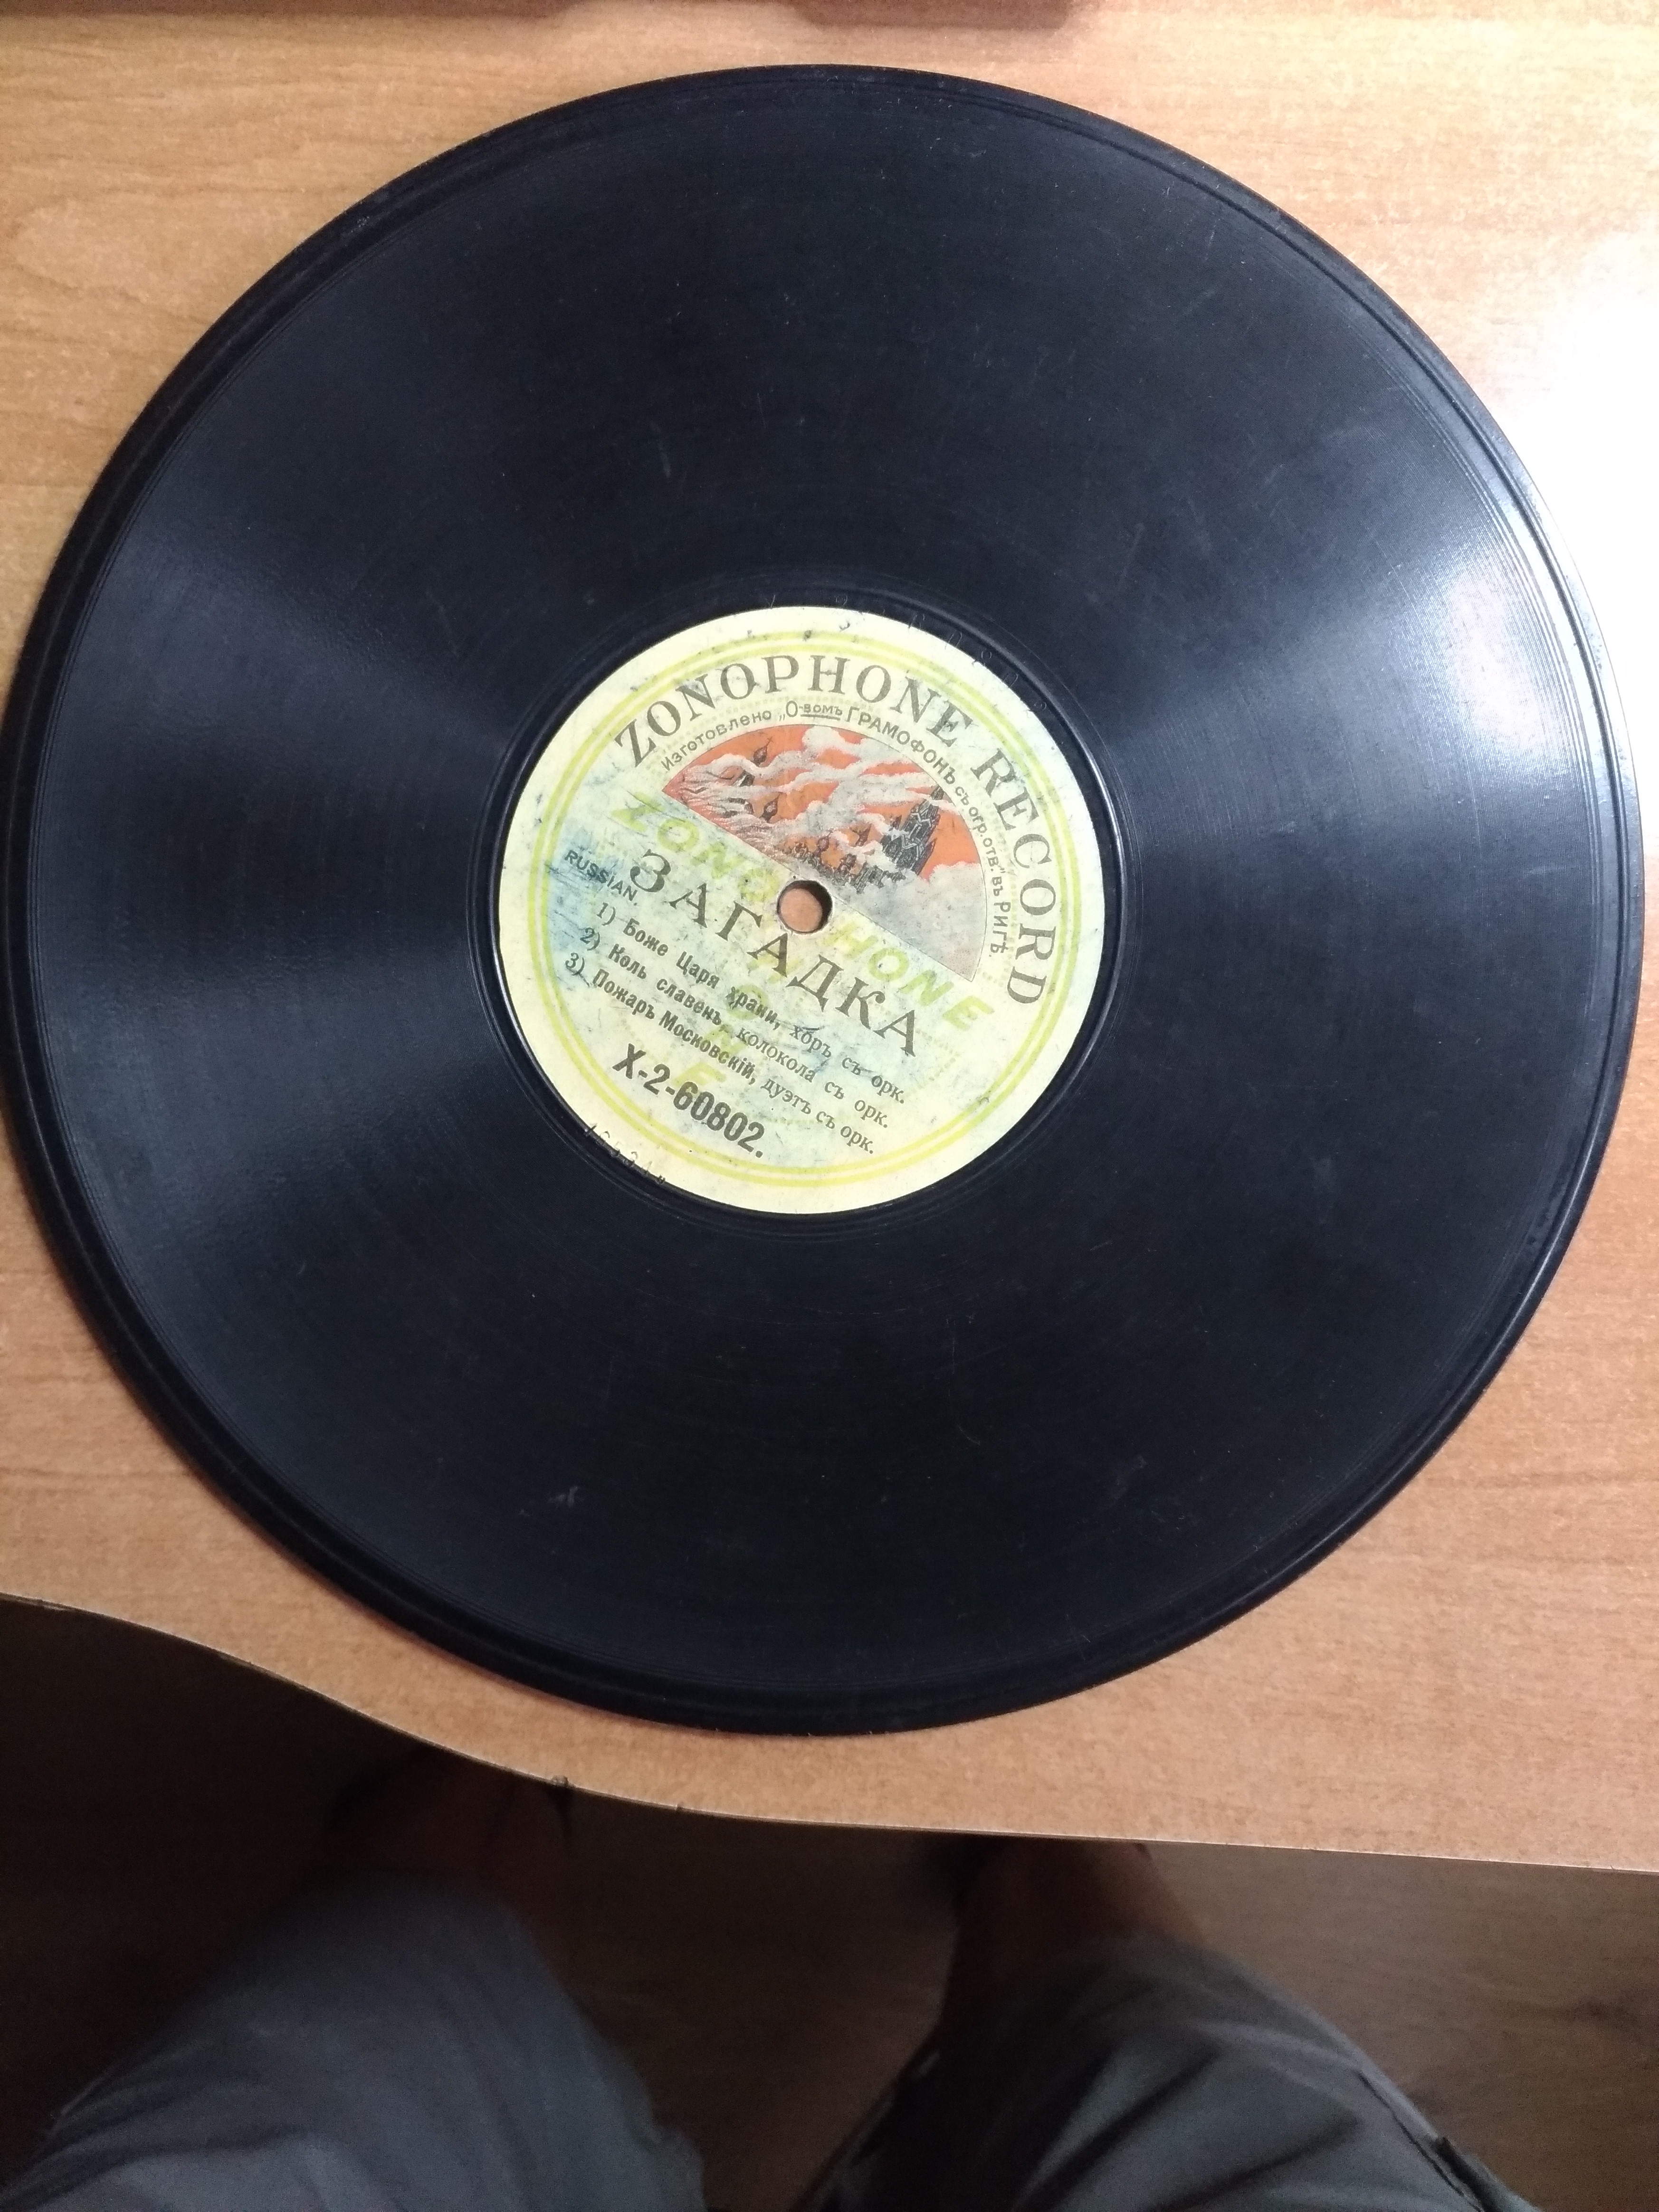 ZONOPHONE RECORD
Изготовлено „О-вомъ ГРАМОФОНЪ съ огр. отв.“ въ Ригѣ.
ZONOPHONE
RUSSIAN.
ЗАГАДКА
1) Боже Царя храни, хоръ съ орк.
2) Коль славенъ, колокола съ орк.
3) Пожаръ Московскій, дуэтъ съ орк.
X-2-60802.